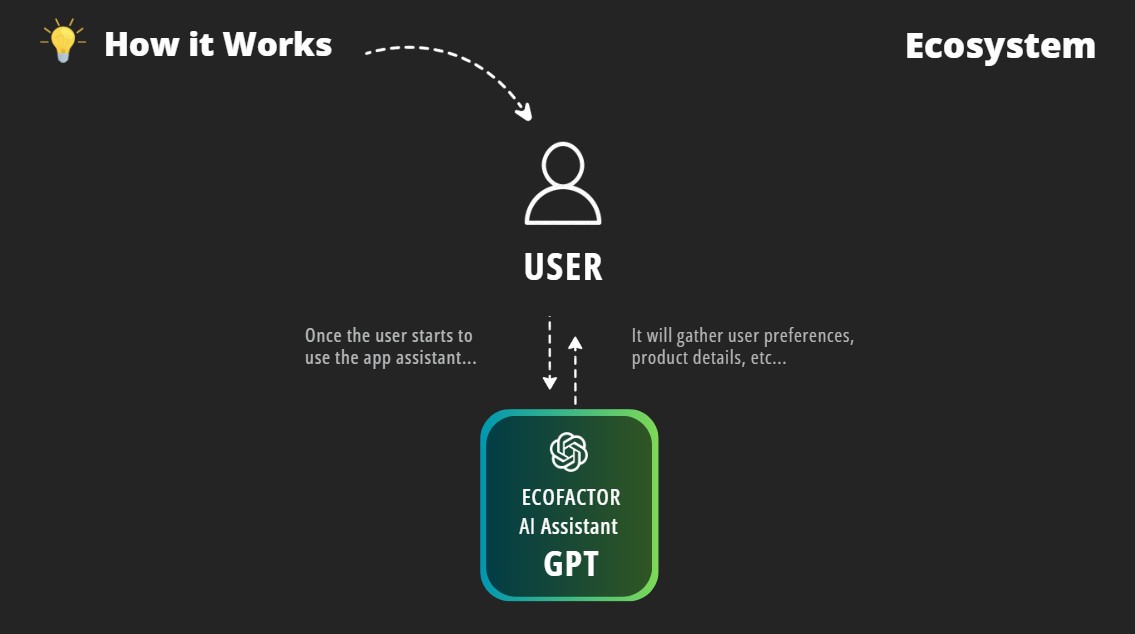 How it Works
Ecosystem
USER
Once the user starts to
use the app assistant...
It will gather user preferences,
product details, etc...
ECOFACTOR
AI Assistant
GPT